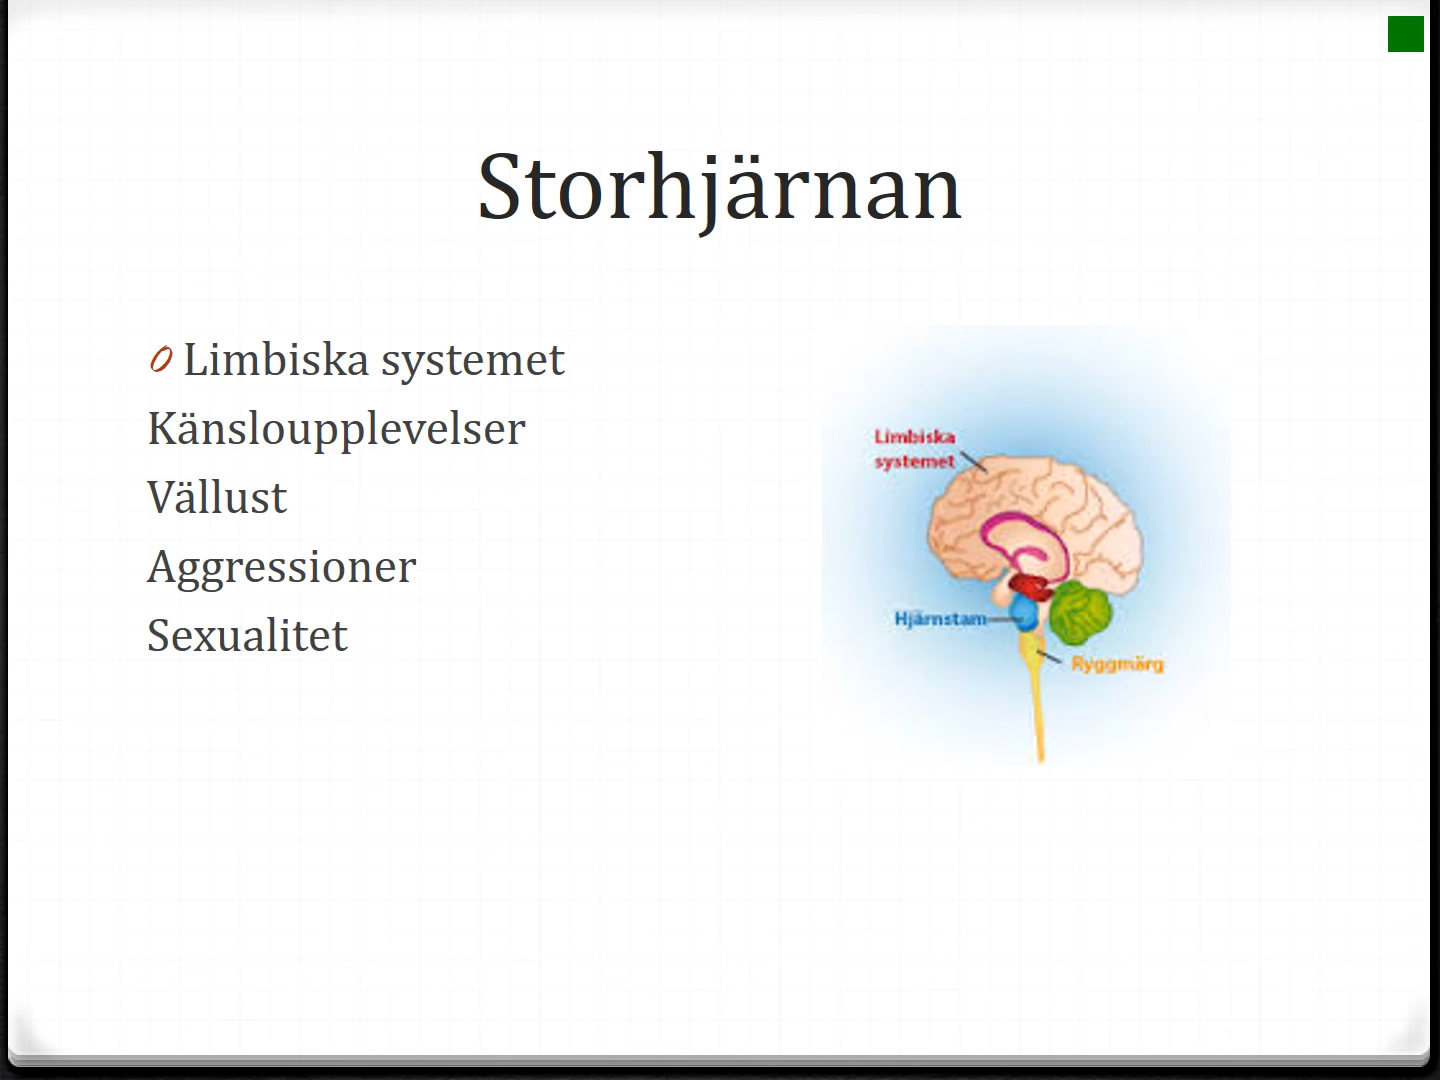 Storhjärnan
Limbiska systemet
Känsloupplevelser
Vällust
Aggressioner
Sexualitet
Limbiska
systemet
Hjärnstam
Ryggmärg